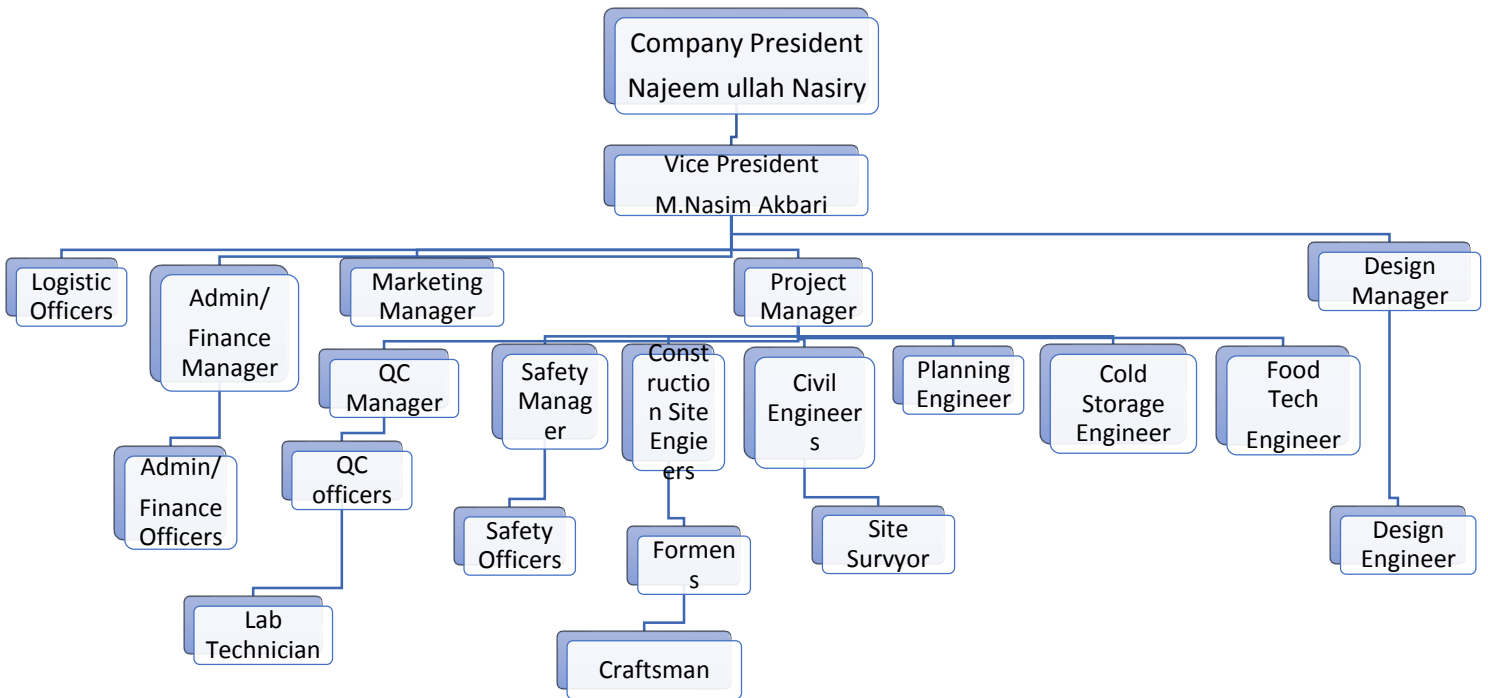 Company President
Najeem ullah Nasiry
Vice President
M.Nasim Akbari
Logistic
Officers
Admin/
Finance
Manager
Marketing
Manager
Project
Manager
Design
Manager
QC
Manager
Safety
Manag
er
Const
ructio
n Site
Engie
ers
Civil
Engineer
s
Planning
Engineer
Cold
Storage
Engineer
Food
Tech
Engineer
Admin/
Finance
Officers
QC
officers
Safety
Officers
Formen
s
Site
Survyor
Design
Engineer
Lab
Technician
Craftsman